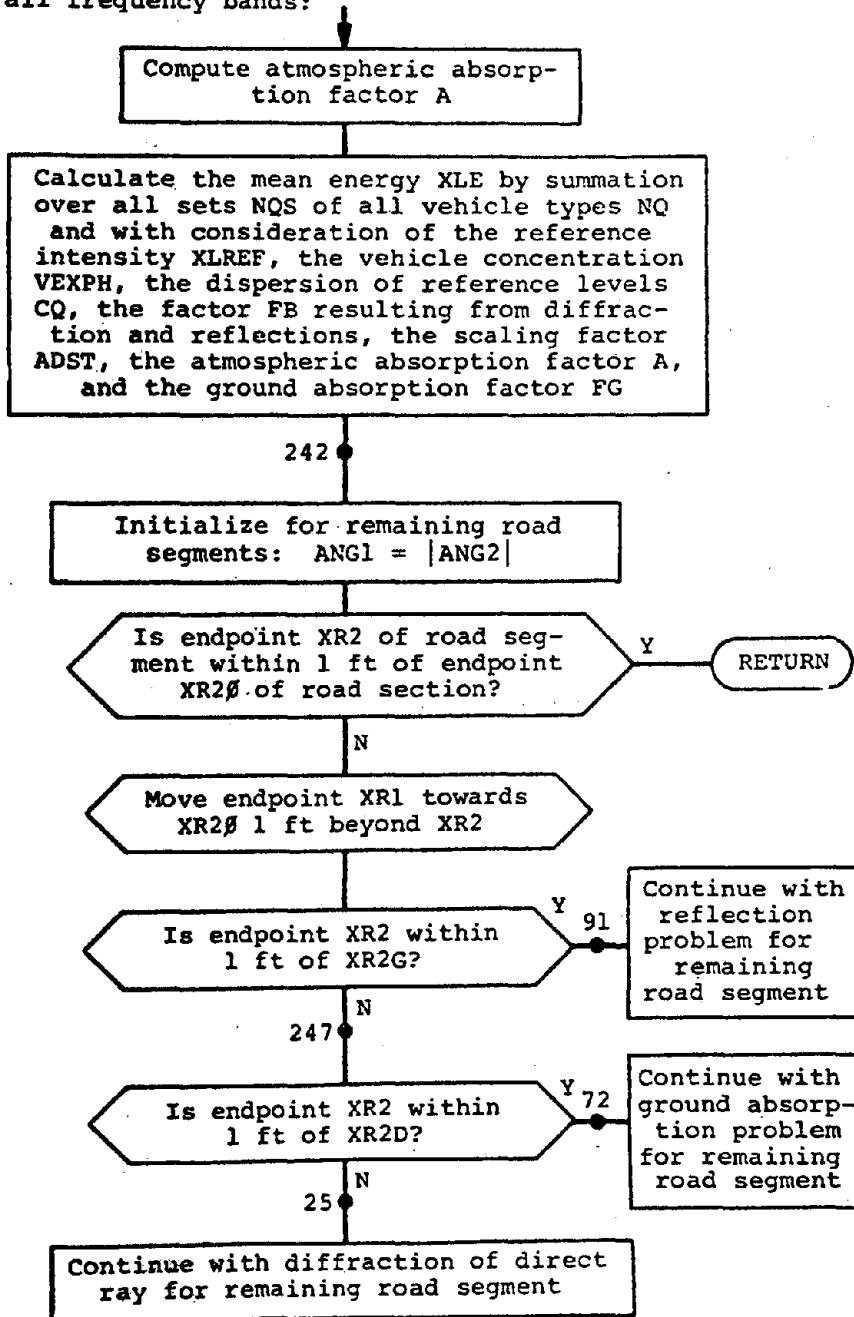 all frequency bands:
Compute atmospheric absorp-
tion factor A
Calculate the mean energy XLE by summation
over all sets NQS of all vehicle types NQ
and with consideration of the reference
intensity XLREF, the vehicle concentration
VEXPH, the dispersion of reference levels
CQ, the factor FB resulting from diffrac-
tion and reflections, the scaling factor
ADST, the atmospheric absorption factor A,
and the ground absorption factor FG
242
Initialize for remaining road
segments: ANG1 = |ANG2|
Is endpoint XR2 of road seg-
ment within 1 ft of endpoint
XR2Ø of road section?
Y
RETURN
N
Move endpoint XR1 towards
XR2Ø 1 ft beyond XR2
Is endpoint XR2 within
1 ft of XR2G?
Y
91
Continue with
reflection
problem for
remaining
road segment
N
247
Is endpoint XR2 within
1 ft of XR2D?
Y
72
Continue with
ground absorp-
tion problem
for remaining
road segment
N
25
Continue with diffraction of direct
ray for remaining road segment